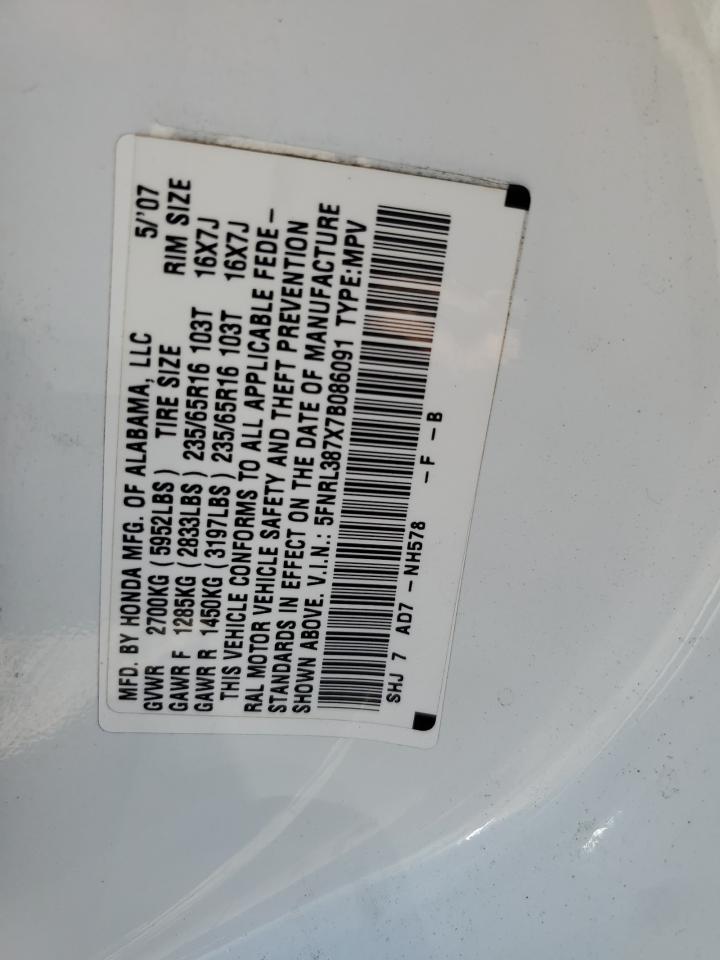 MFD. BY HONDA MFG. OF ALABAMA, LLC 5/'07
GVWR 2700KG (5952LBS) TIRE SIZE RIM SIZE
GAWR F 1285KG (2833LBS) 235/65R16 103T 16X7J
GAWR R 1450KG (3197LBS) 235/65R16 103T 16X7J
THIS VEHICLE CONFORMS TO ALL APPLICABLE FEDE-
RAL MOTOR VEHICLE SAFETY AND THEFT PREVENTION
STANDARDS IN EFFECT ON THE DATE OF MANUFACTURE
SHOWN ABOVE. V.I.N.: 5FNRL387X7B086091 TYPE:MPV
SHJ 7 AD7 -NH578 -F -B